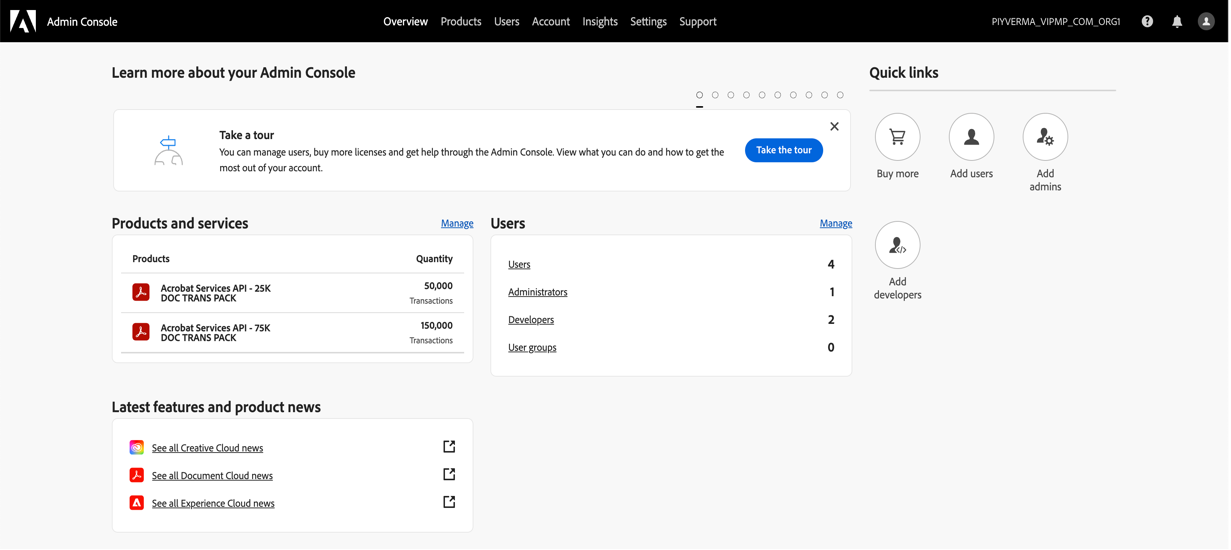 Admin Console
Overview Products Users Account Insights Settings Support
PIYVERMA_VIPMP_COM_ORG1
Learn more about your Admin Console
Take a tour
You can manage users, buy more licenses and get help through the Admin Console. View what you can do and how to get the
most out of your account.
Take the tour
Quick links
Buy more
Add users
Add
admins
Add
developers
Products and services
Manage
Products Quantity
Acrobat Services API - 25K
DOC TRANS PACK
50,000
Transactions
Acrobat Services API - 75K
DOC TRANS PACK
150,000
Transactions
Users
Manage
Users 4
Administrators 1
Developers 2
User groups 0
Latest features and product news
See all Creative Cloud news
See all Document Cloud news
See all Experience Cloud news